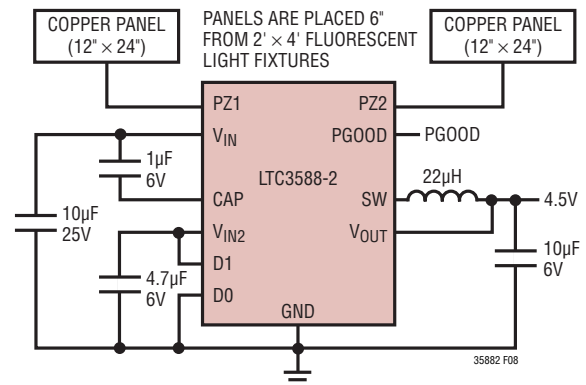 COPPER PANEL
(12" × 24")
PANELS ARE PLACED 6"
FROM 2' × 4' FLUORESCENT
LIGHT FIXTURES
COPPER PANEL
(12" × 24")
PZ1
PZ2
VIN
PGOOD
PGOOD
1µF
6V
LTC3588-2
22µH
CAP
SW
4.5V
10µF
25V
VIN2
VOUT
10µF
6V
4.7µF
6V
D1
D0
GND
35882 F08